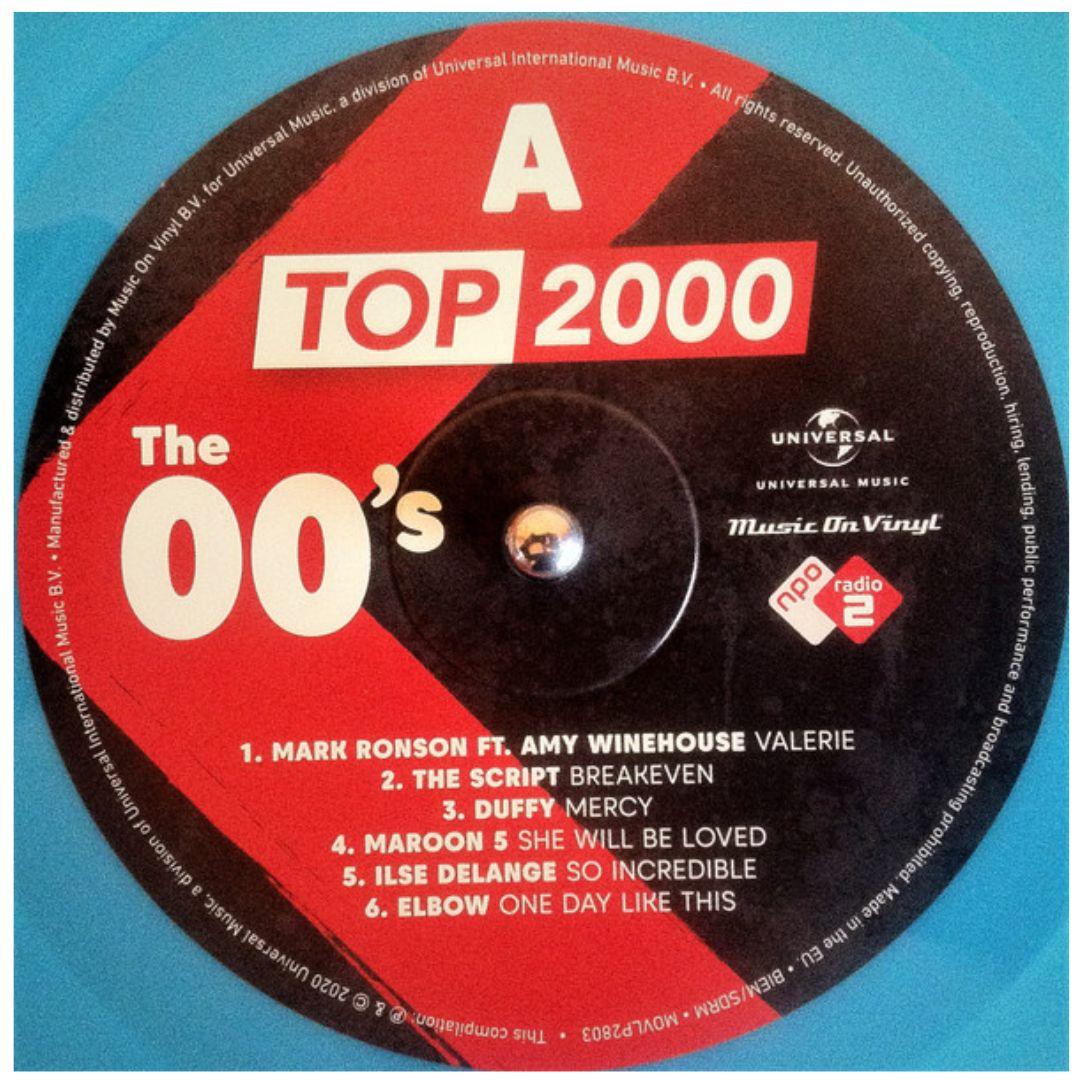 A
TOP 2000
The
00's
UNIVERSAL
UNIVERSAL MUSIC
Music On Vinyl
npo radio 2
1. MARK RONSON FT. AMY WINEHOUSE VALERIE
2. THE SCRIPT BREAKEVEN
3. DUFFY MERCY
4. MAROON 5 SHE WILL BE LOVED
5. ILSE DELANGE SO INCREDIBLE
6. ELBOW ONE DAY LIKE THIS
This compilation: ℗ & © 2020 Universal Music, a division of Universal International Music B.V. • Manufactured & distributed by Music On Vinyl B.V. for Universal Music, a division of Universal International Music B.V. • All rights reserved. Unauthorized copying, reproduction, hiring, lending, public performance and broadcasting prohibited. Made in the EU. • BIEM/SDRM • MOVLP2803 •